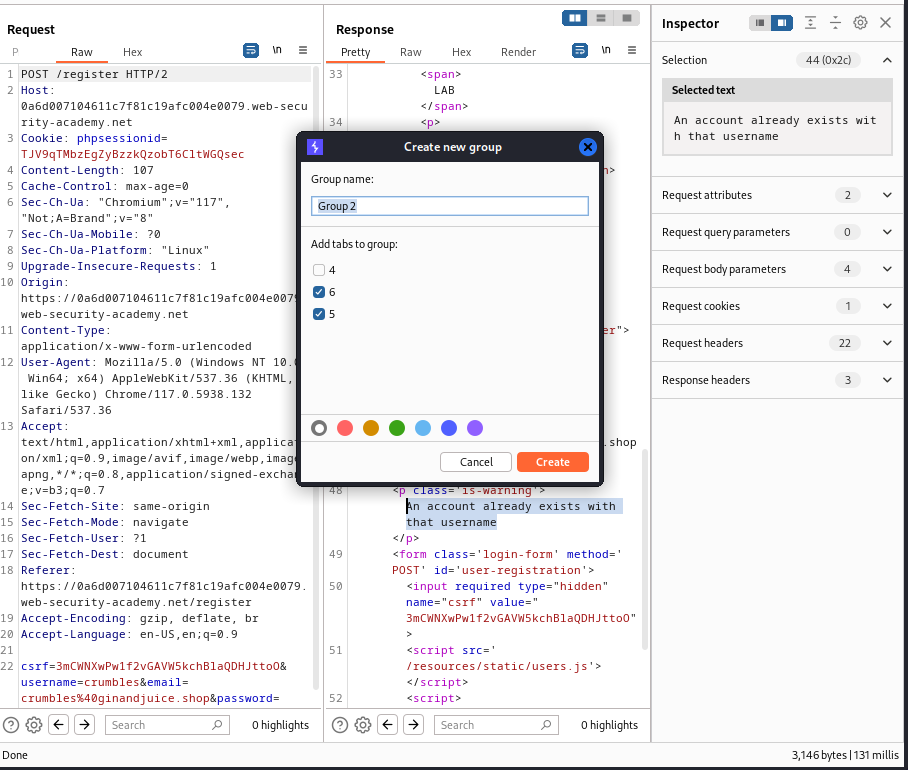 Request
P Raw Hex \n
1 POST /register HTTP/2
2 Host:
0a6d007104611c7f81c19afc004e0079.web-secu
rity-academy.net
3 Cookie: phpsessionid=
TJV9qTMbzEgZyBzzkQzobT6CltWGQsec
4 Content-Length: 107
5 Cache-Control: max-age=0
6 Sec-Ch-Ua: "Chromium";v="117",
"Not;A=Brand";v="8"
7 Sec-Ch-Ua-Mobile: ?0
8 Sec-Ch-Ua-Platform: "Linux"
9 Upgrade-Insecure-Requests: 1
10 Origin:
https://0a6d007104611c7f81c19afc004e0079
web-security-academy.net
11 Content-Type:
application/x-www-form-urlencoded
12 User-Agent: Mozilla/5.0 (Windows NT 10.0
Win64; x64) AppleWebKit/537.36 (KHTML,
like Gecko) Chrome/117.0.5938.132
Safari/537.36
13 Accept:
text/html,application/xhtml+xml,applicat
on/xml;q=0.9,image/avif,image/webp,image
apng,*/*;q=0.8,application/signed-exchan
e;v=b3;q=0.7
14 Sec-Fetch-Site: same-origin
15 Sec-Fetch-Mode: navigate
16 Sec-Fetch-User: ?1
17 Sec-Fetch-Dest: document
18 Referer:
https://0a6d007104611c7f81c19afc004e0079.
web-security-academy.net/register
19 Accept-Encoding: gzip, deflate, br
20 Accept-Language: en-US,en;q=0.9
21
22 csrf=3mCWNXwPw1f2vGAVW5kchBlaQDHJttoO&
username=crumbles&email=
crumbles%40ginandjuice.shop&password=
Search 0 highlights
Response
Pretty Raw Hex Render \n
33 <span>
LAB
</span>
34 <p>
n>
er">
.shop
48 <p class='is-warning'>
An account already exists with
that username
</p>
49 <form class='login-form' method='
POST' id='user-registration'>
50 <input required type="hidden"
name="csrf" value="
3mCWNXwPw1f2vGAVW5kchBlaQDHJttoO"
>
51 <script src='
/resources/static/users.js'>
</script>
52 <script>
Search 0 highlights
Create new group
Group name:
Group 2
Add tabs to group:
4
6
5
Cancel Create
Inspector
Selection 44 (0x2c)
Selected text
An account already exists wit
h that username
Request attributes 2
Request query parameters 0
Request body parameters 4
Request cookies 1
Request headers 22
Response headers 3
Done 3,146 bytes | 131 millis